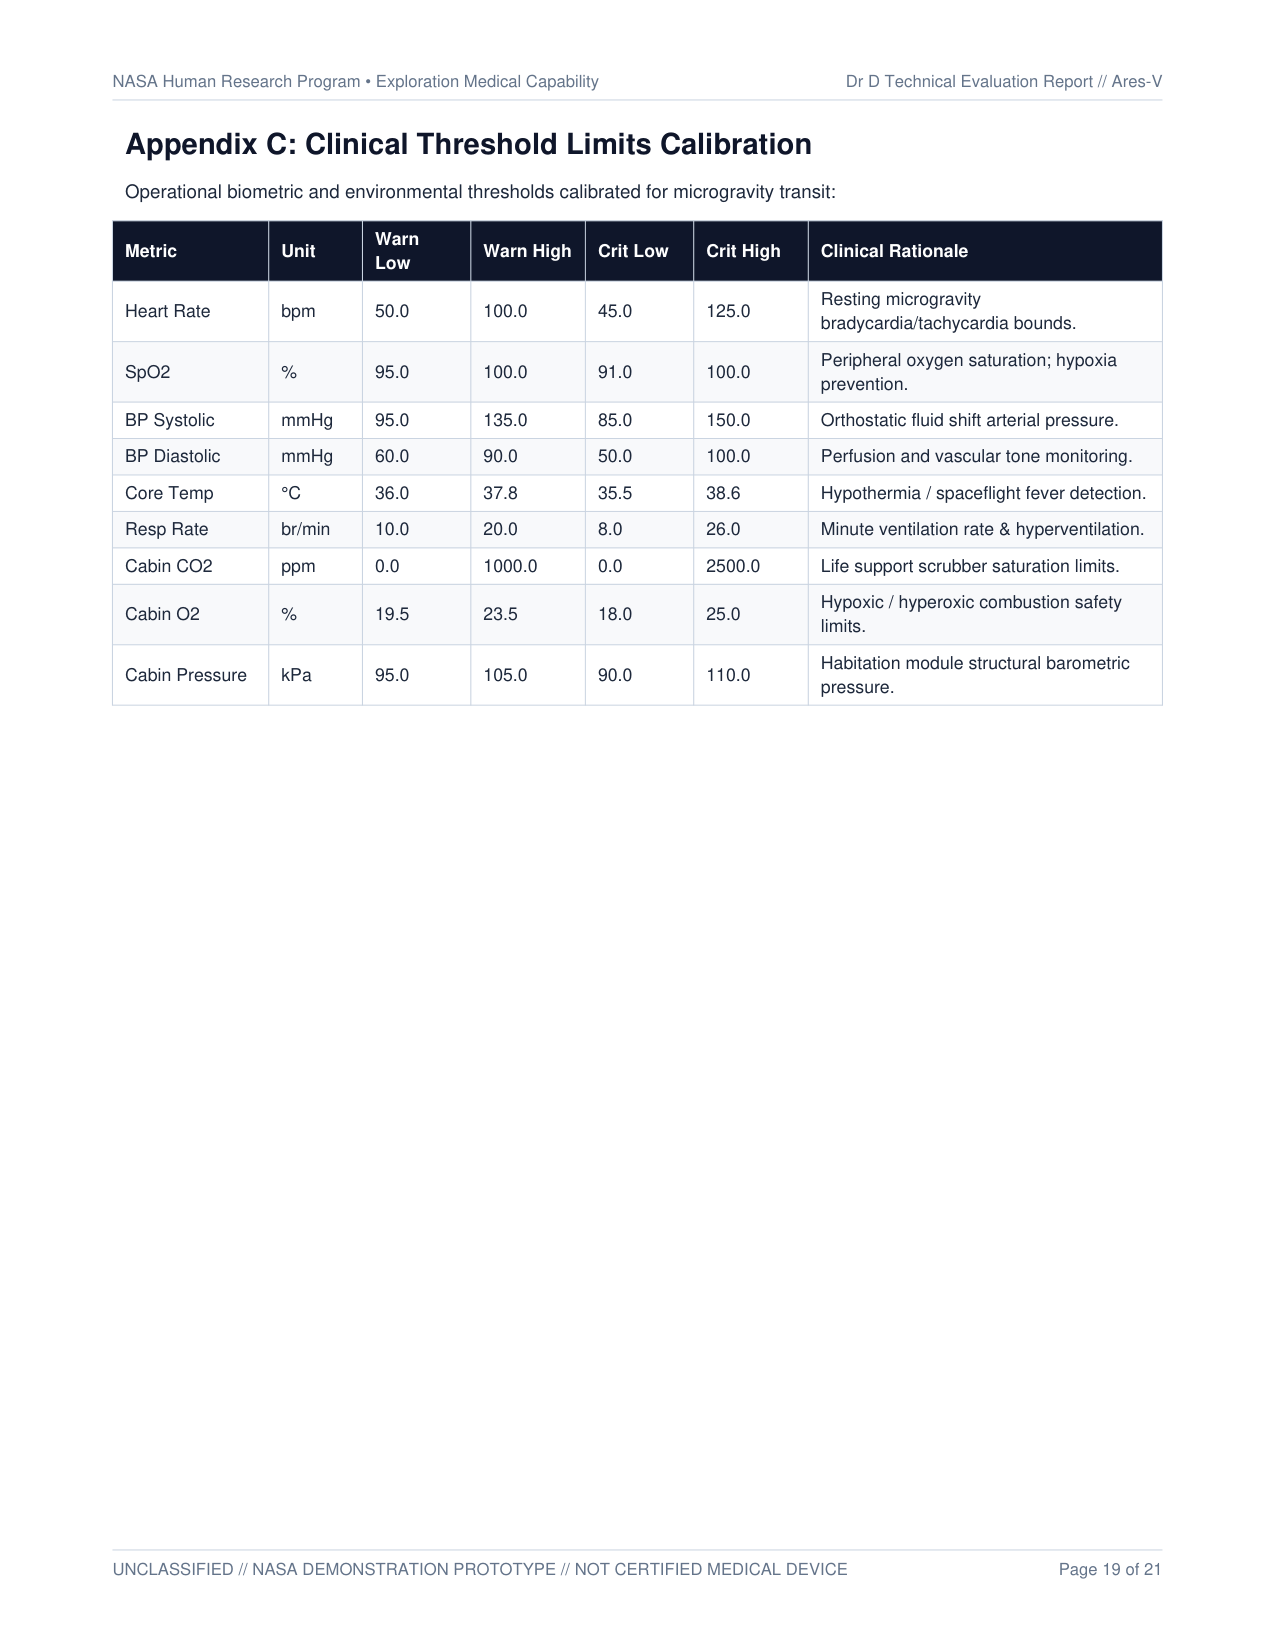 NASA Human Research Program • Exploration Medical Capability Dr D Technical Evaluation Report // Ares-V
Appendix C: Clinical Threshold Limits Calibration
Operational biometric and environmental thresholds calibrated for microgravity transit:
Metric Unit Warn Low Warn High Crit Low Crit High Clinical Rationale
Heart Rate bpm 50.0 100.0 45.0 125.0 Resting microgravity
bradycardia/tachycardia bounds.
SpO2 % 95.0 100.0 91.0 100.0 Peripheral oxygen saturation; hypoxia
prevention.
BP Systolic mmHg 95.0 135.0 85.0 150.0 Orthostatic fluid shift arterial pressure.
BP Diastolic mmHg 60.0 90.0 50.0 100.0 Perfusion and vascular tone monitoring.
Core Temp °C 36.0 37.8 35.5 38.6 Hypothermia / spaceflight fever detection.
Resp Rate br/min 10.0 20.0 8.0 26.0 Minute ventilation rate & hyperventilation.
Cabin CO2 ppm 0.0 1000.0 0.0 2500.0 Life support scrubber saturation limits.
Cabin O2 % 19.5 23.5 18.0 25.0 Hypoxic / hyperoxic combustion safety
limits.
Cabin Pressure kPa 95.0 105.0 90.0 110.0 Habitation module structural barometric
pressure.
UNCLASSIFIED // NASA DEMONSTRATION PROTOTYPE // NOT CERTIFIED MEDICAL DEVICE Page 19 of 21